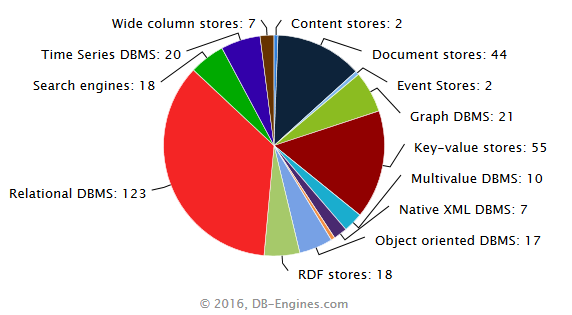 Wide column stores: 7
Content stores: 2
Time Series DBMS: 20
Document stores: 44
Search engines: 18
Event Stores: 2
Graph DBMS: 21
Key-value stores: 55
Multivalue DBMS: 10
Relational DBMS: 123
Native XML DBMS: 7
Object oriented DBMS: 17
RDF stores: 18
© 2016, DB-Engines.com